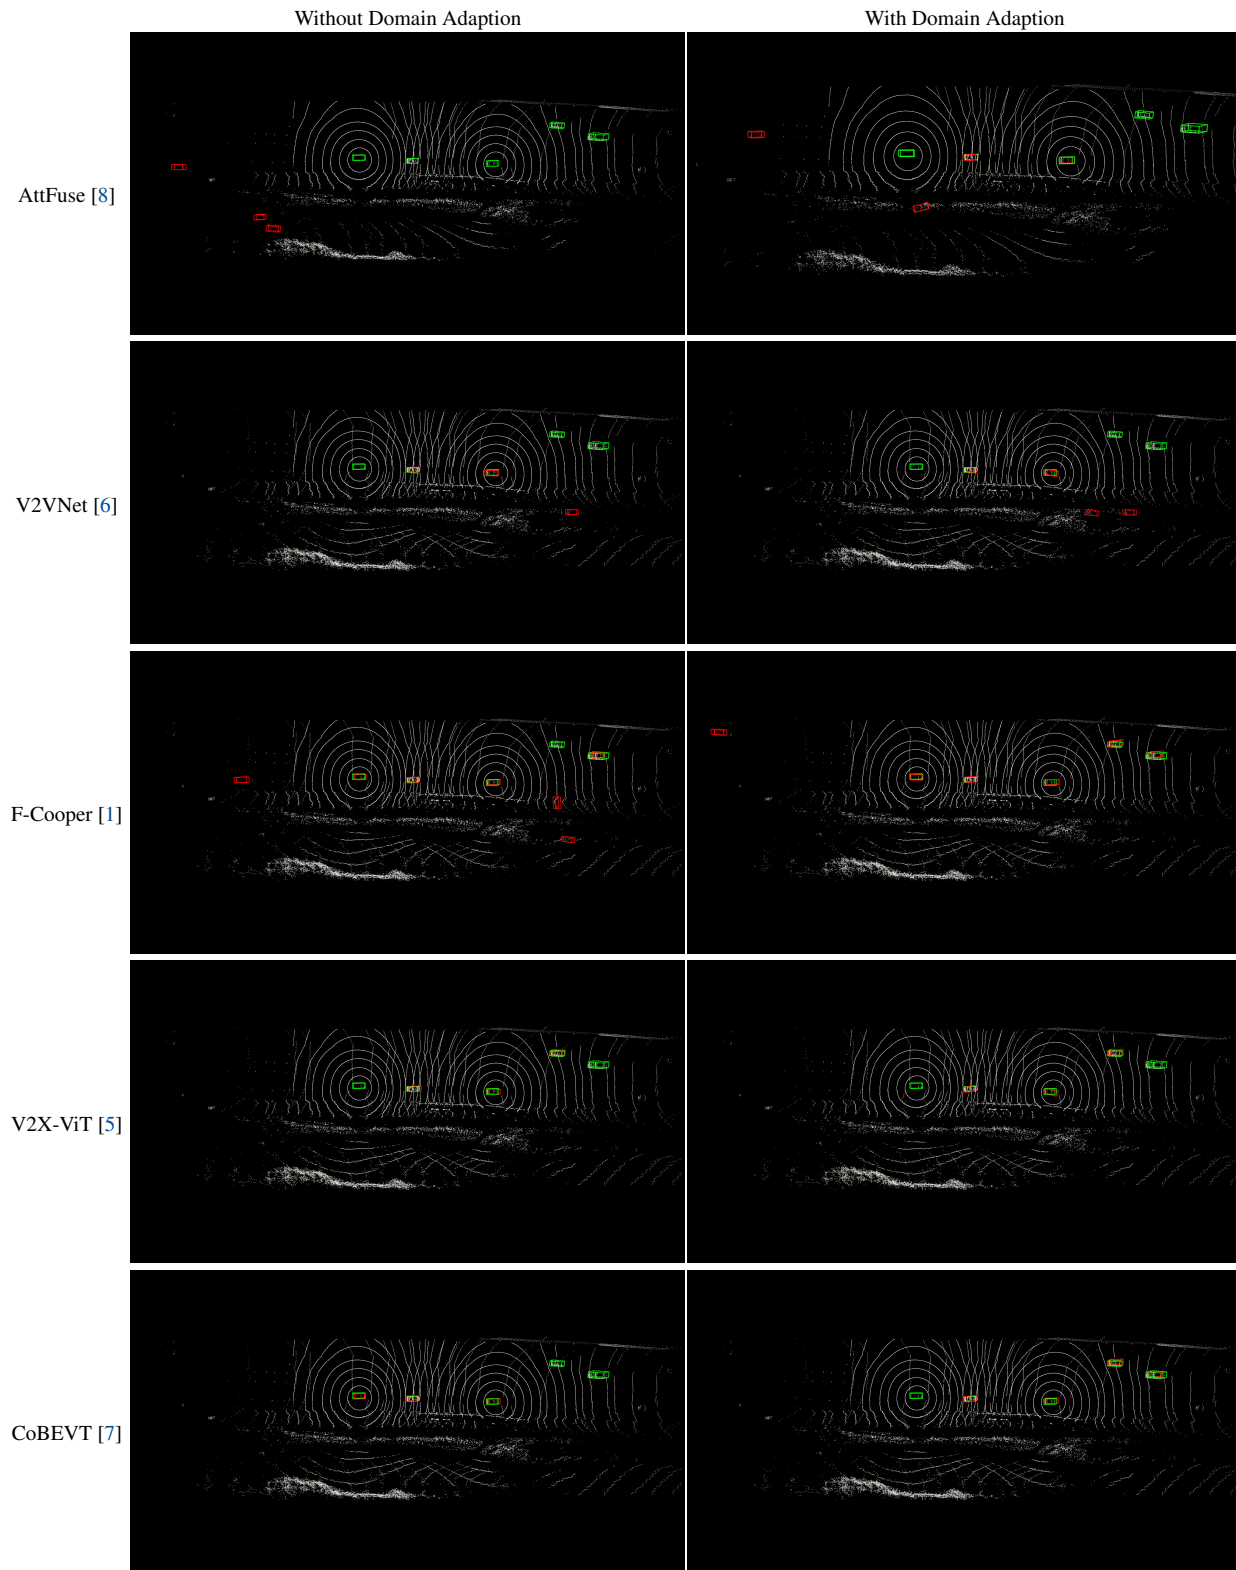 Without Domain Adaption
With Domain Adaption
AttFuse [8]
V2VNet [6]
F-Cooper [1]
V2X-ViT [5]
CoBEVT [7]